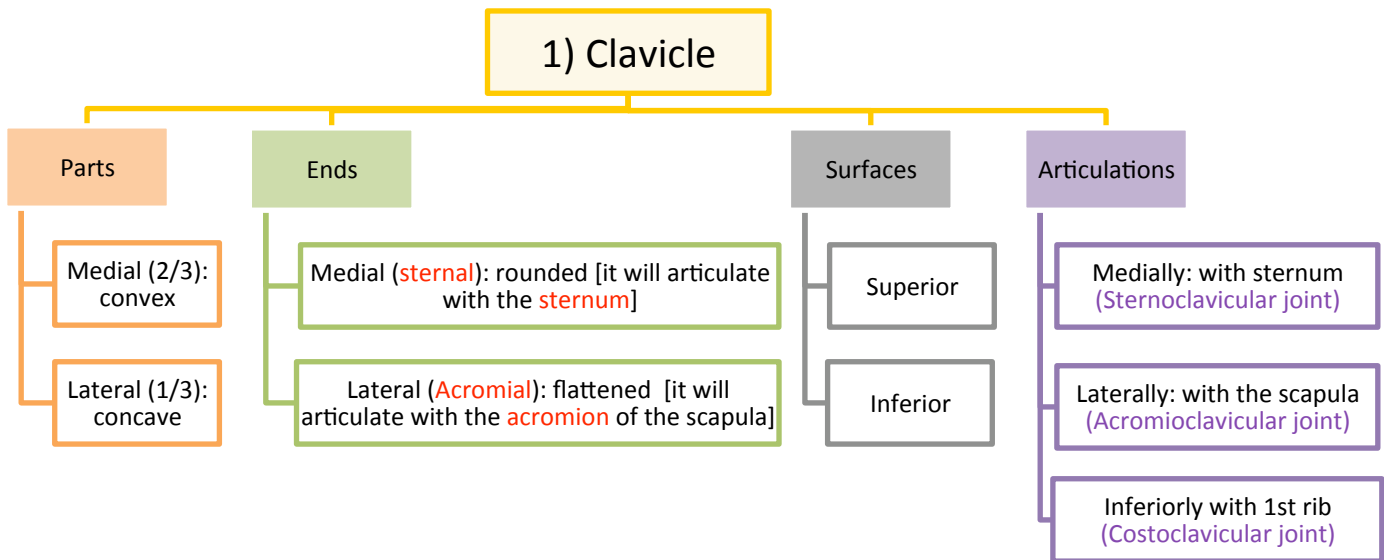 1) Clavicle
Parts
Medial (2/3):
convex
Lateral (1/3):
concave
Ends
Medial (sternal): rounded [it will articulate
with the sternum]
Lateral (Acromial): flattened [it will
articulate with the acromion of the scapula]
Surfaces
Superior
Inferior
Articulations
Medially: with sternum
(Sternoclavicular joint)
Laterally: with the scapula
(Acromioclavicular joint)
Inferiorly with 1st rib
(Costoclavicular joint)